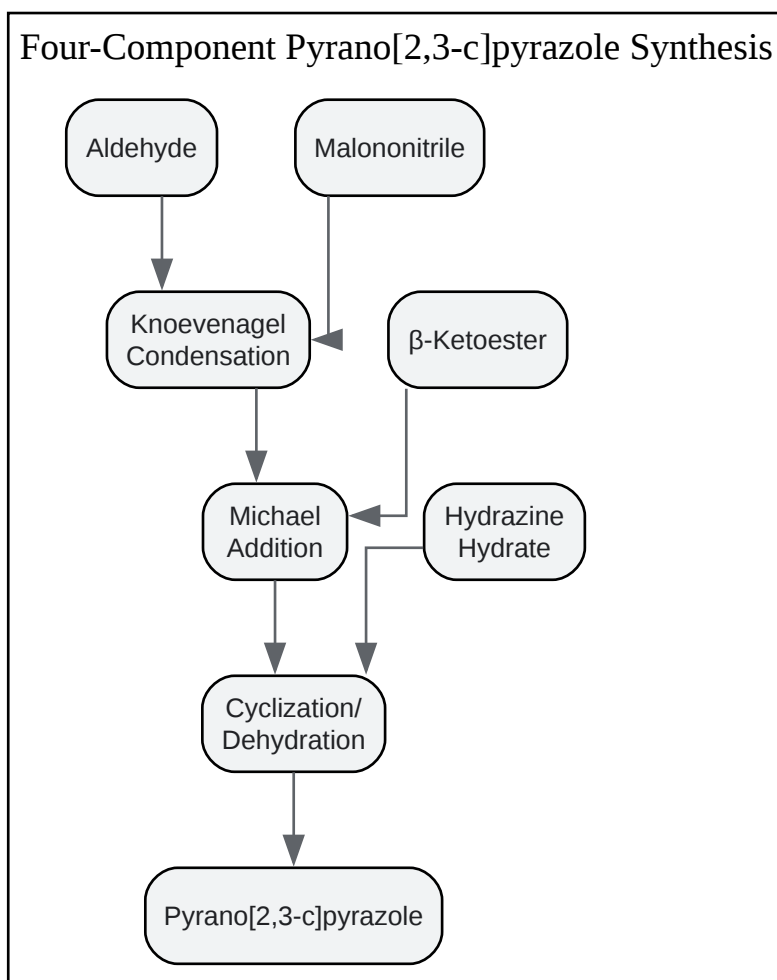 Four-Component Pyrano[2,3-c]pyrazole Synthesis
Aldehyde
Malononitrile
Knoevenagel
Condensation
β-Ketoester
Michael
Addition
Hydrazine
Hydrate
Cyclization/
Dehydration
Pyrano[2,3-c]pyrazole